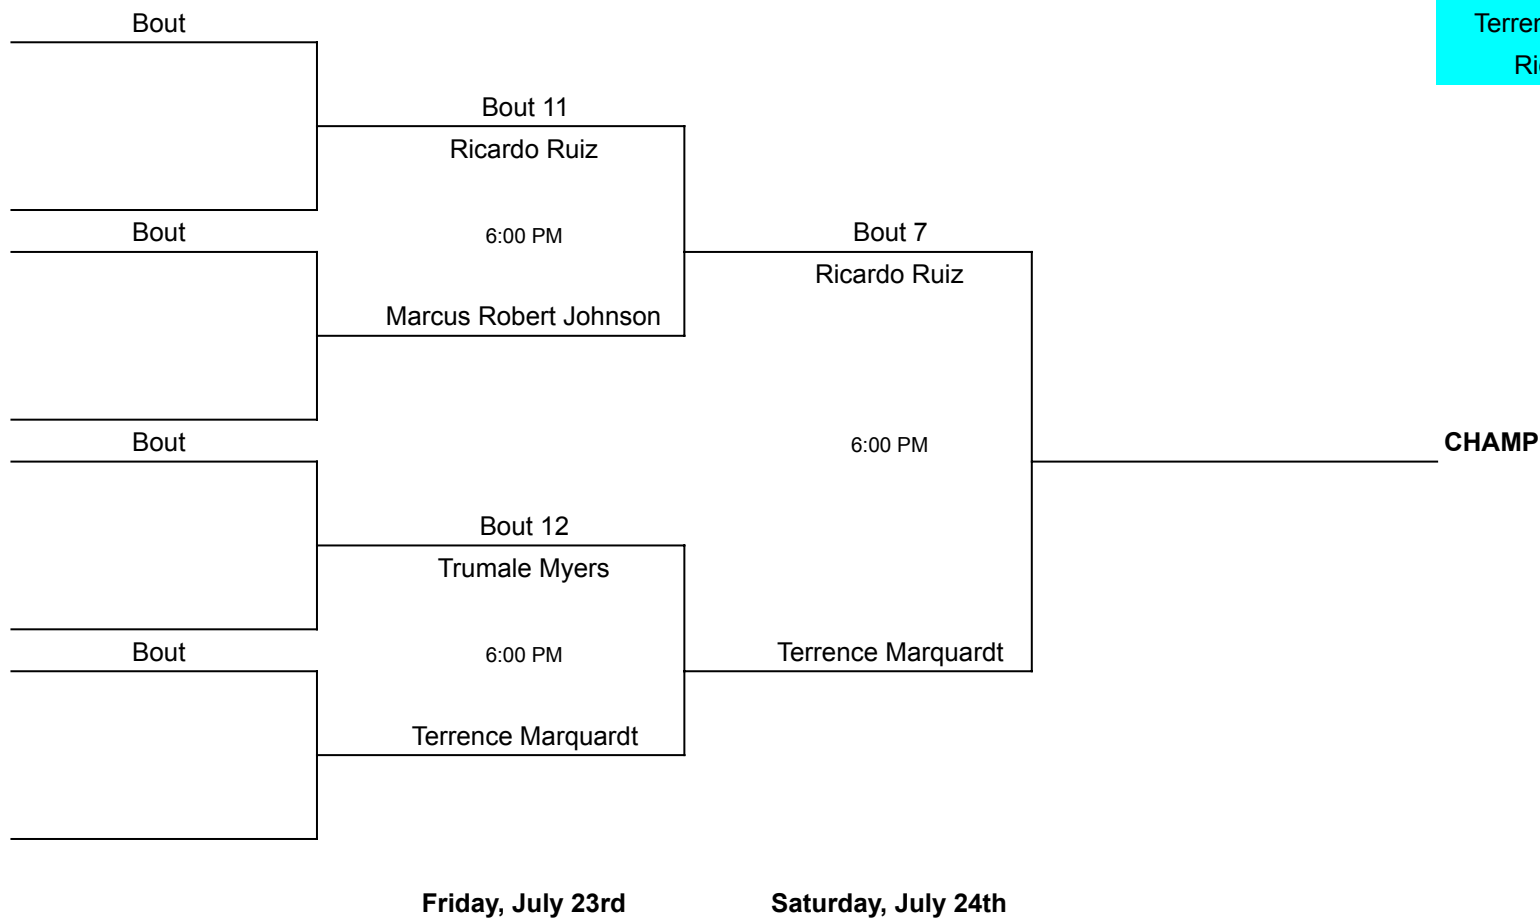 Bout
Bout 11
Ricardo Ruiz
6:00 PM
Marcus Robert Johnson
Bout
Bout 7
Ricardo Ruiz
6:00 PM
Terrence Marquardt
Bout
Bout 12
Trumale Myers
6:00 PM
Terrence Marquardt
Bout
CHAMP
Friday, July 23rd
Saturday, July 24th